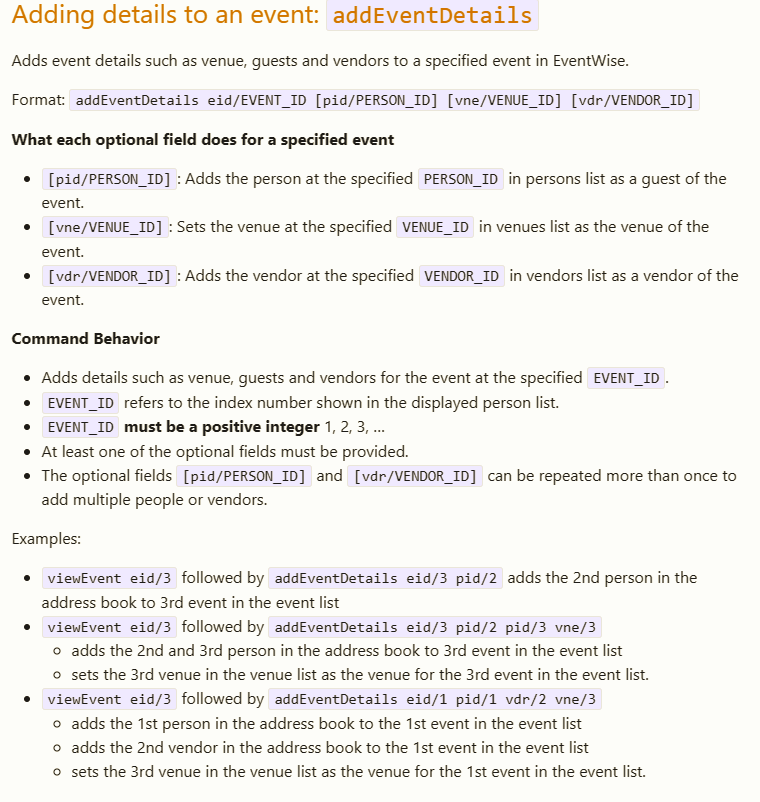 Adding details to an event: addEventDetails
Adds event details such as venue, guests and vendors to a specified event in EventWise.
Format: addEventDetails eid/EVENT_ID [pid/PERSON_ID] [vne/VENUE_ID] [vdr/VENDOR_ID]
What each optional field does for a specified event
• [pid/PERSON_ID]: Adds the person at the specified PERSON_ID in persons list as a guest of the
event.
• [vne/VENUE_ID]: Sets the venue at the specified VENUE_ID in venues list as the venue of the
event.
• [vdr/VENDOR_ID]: Adds the vendor at the specified VENDOR_ID in vendors list as a vendor of the
event.
Command Behavior
• Adds details such as venue, guests and vendors for the event at the specified EVENT_ID.
• EVENT_ID refers to the index number shown in the displayed person list.
• EVENT_ID must be a positive integer 1, 2, 3, ...
• At least one of the optional fields must be provided.
• The optional fields [pid/PERSON_ID] and [vdr/VENDOR_ID] can be repeated more than once to
add multiple people or vendors.
Examples:
• viewEvent eid/3 followed by addEventDetails eid/3 pid/2 adds the 2nd person in the
address book to 3rd event in the event list
• viewEvent eid/3 followed by addEventDetails eid/3 pid/2 pid/3 vne/3
◦ adds the 2nd and 3rd person in the address book to 3rd event in the event list
◦ sets the 3rd venue in the venue list as the venue for the 3rd event in the event list.
• viewEvent eid/3 followed by addEventDetails eid/1 pid/1 vdr/2 vne/3
◦ adds the 1st person in the address book to the 1st event in the event list
◦ adds the 2nd vendor in the address book to the 1st event in the event list
◦ sets the 3rd venue in the venue list as the venue for the 1st event in the event list.